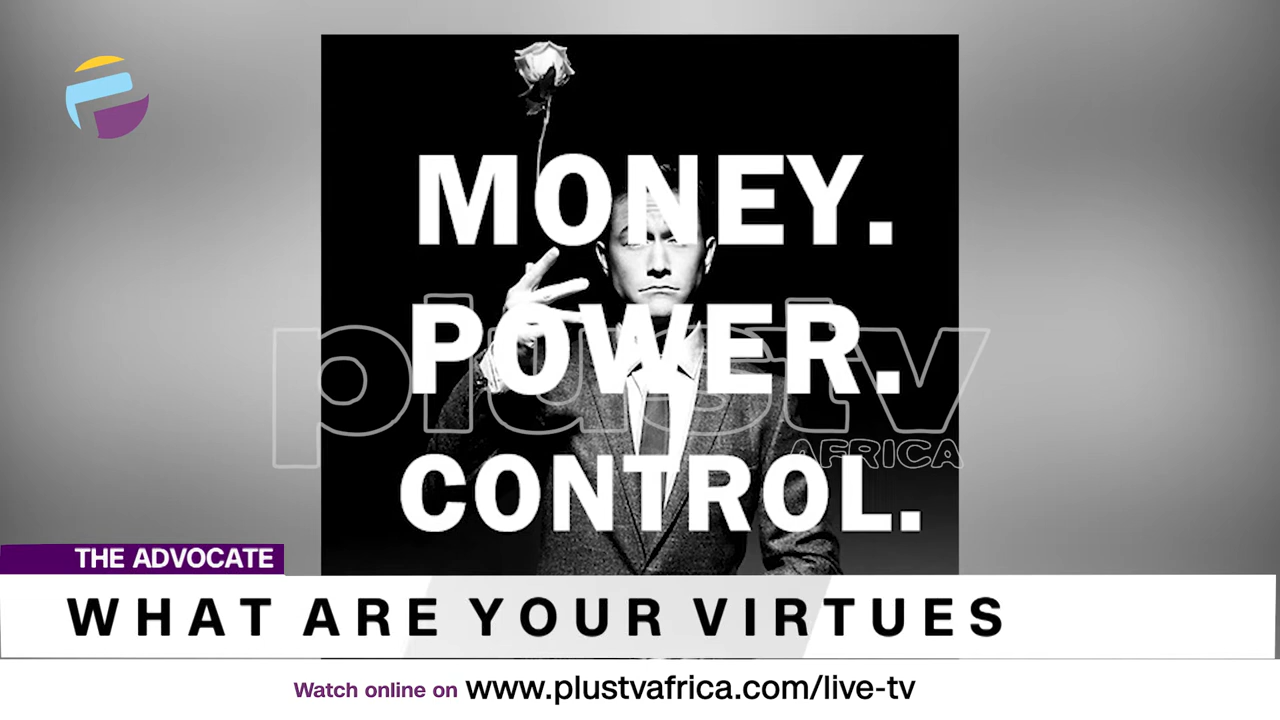 MONEY.
POWER.
CONTROL.
plustv
AFRICA
THE ADVOCATE
WHAT ARE YOUR VIRTUES
Watch online on www.plustvafrica.com/live-tv